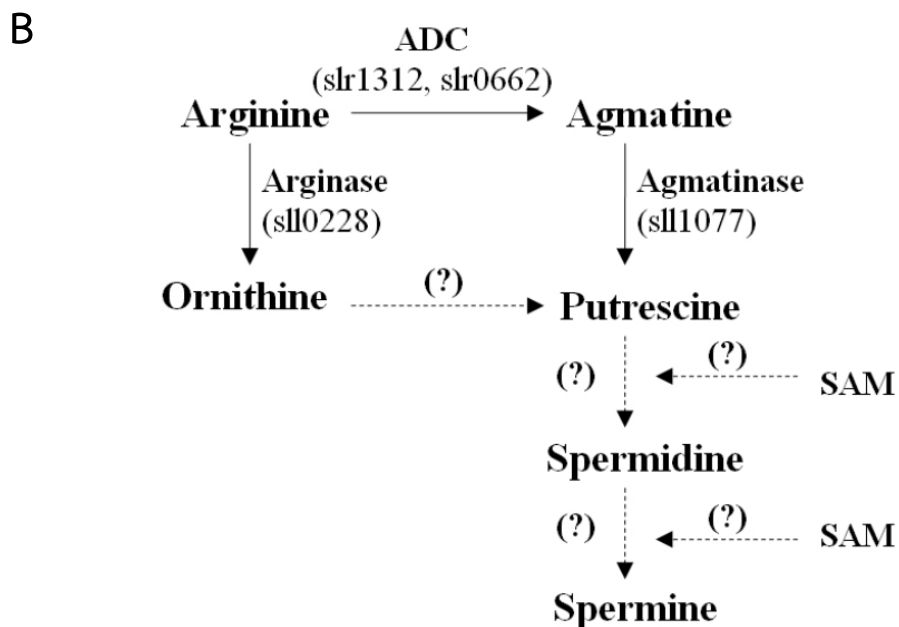 B
ADC
(slr1312, slr0662)
Arginine
Agmatine
Arginase
(sll0228)
Agmatinase
(sll1077)
Ornithine
(?)
Putrescine
(?)
(?)
SAM
Spermidine
(?)
(?)
SAM
Spermine